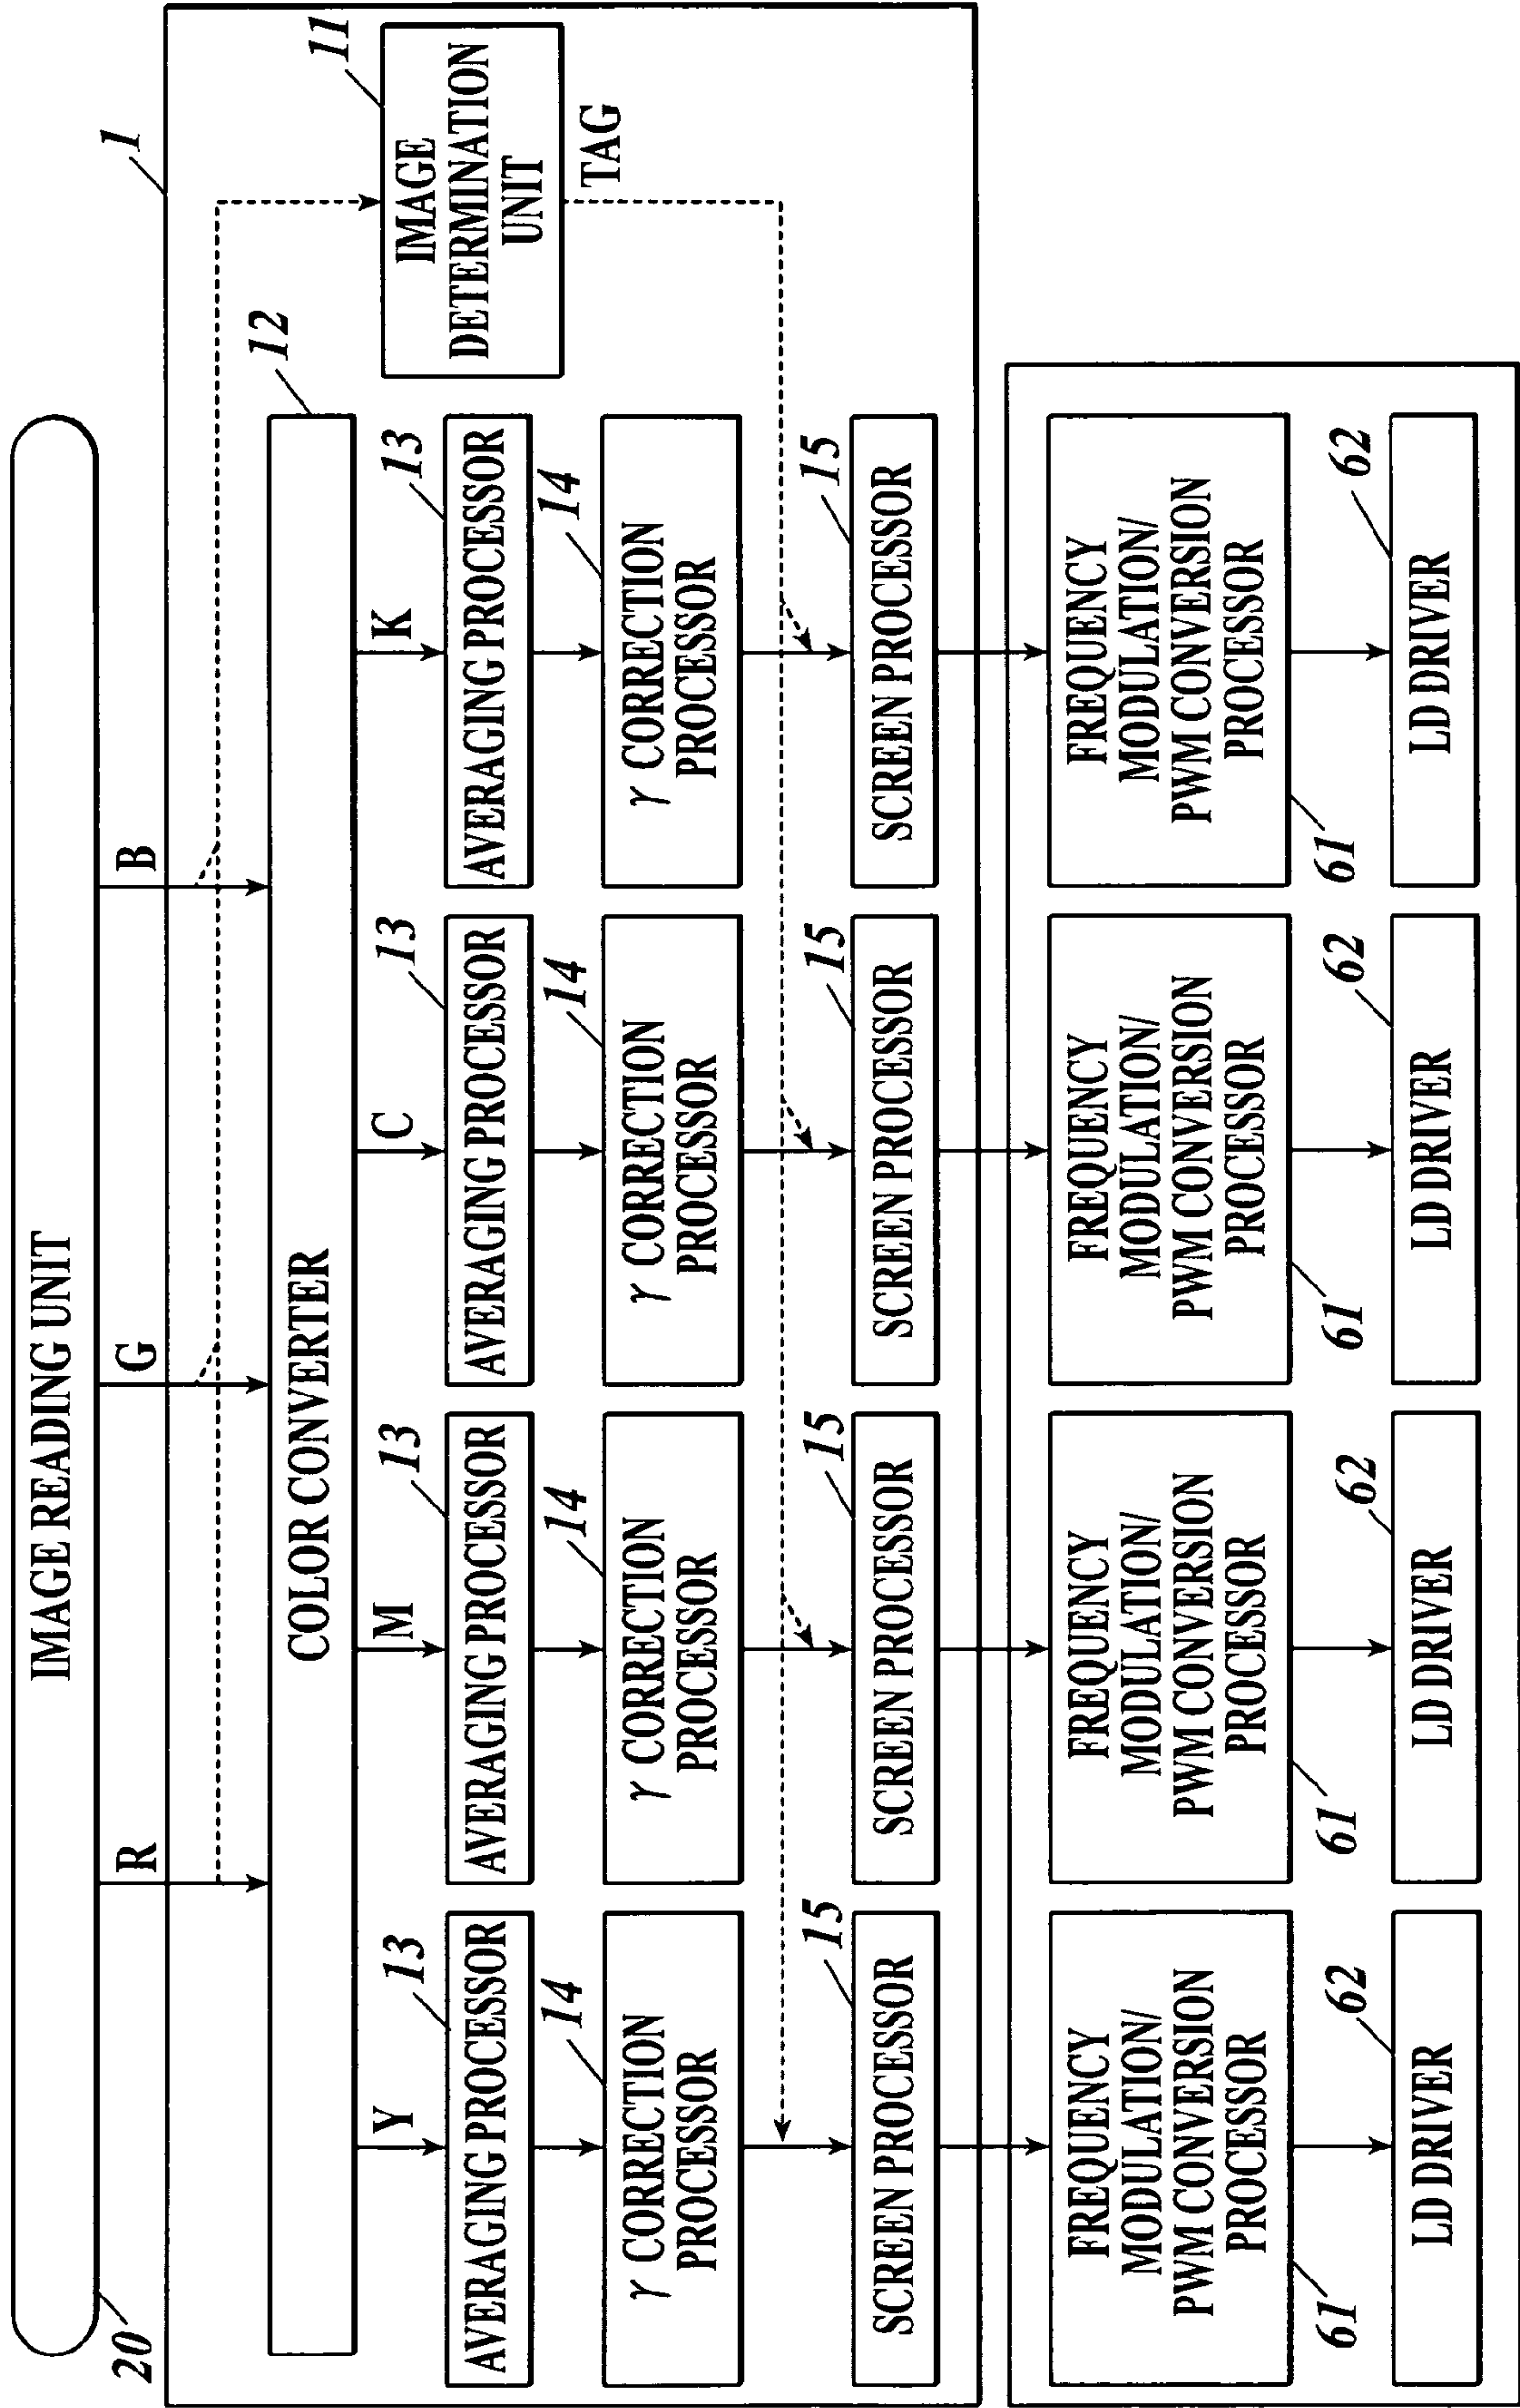 IMAGE READING UNIT
20
R
G
B
1
COLOR CONVERTER
12
IMAGE
DETERMINATION
UNIT
11
TAG
Y
M
C
K
AVERAGING PROCESSOR
13
AVERAGING PROCESSOR
13
AVERAGING PROCESSOR
13
AVERAGING PROCESSOR
13
γ CORRECTION
PROCESSOR
14
γ CORRECTION
PROCESSOR
14
γ CORRECTION
PROCESSOR
14
γ CORRECTION
PROCESSOR
14
SCREEN PROCESSOR
15
SCREEN PROCESSOR
15
SCREEN PROCESSOR
15
SCREEN PROCESSOR
15
FREQUENCY
MODULATION/
PWM CONVERSION
PROCESSOR
61
FREQUENCY
MODULATION/
PWM CONVERSION
PROCESSOR
61
FREQUENCY
MODULATION/
PWM CONVERSION
PROCESSOR
61
FREQUENCY
MODULATION/
PWM CONVERSION
PROCESSOR
61
LD DRIVER
62
LD DRIVER
62
LD DRIVER
62
LD DRIVER
62